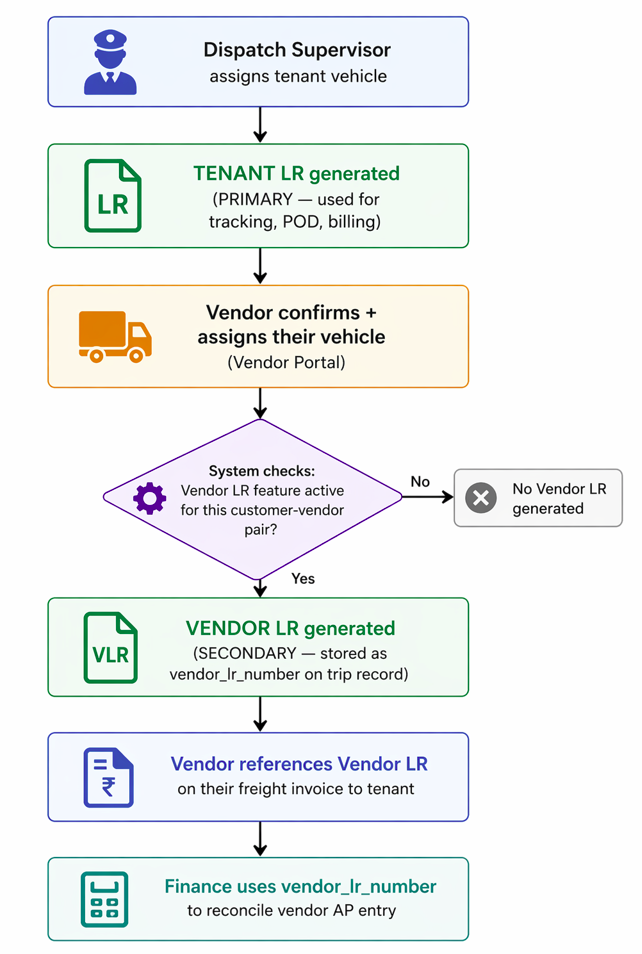 Dispatch Supervisor
assigns tenant vehicle
LR
TENANT LR generated
(PRIMARY — used for
tracking, POD, billing)
Vendor confirms +
assigns their vehicle
(Vendor Portal)
System checks:
Vendor LR feature active
for this customer-vendor
pair?
No
No Vendor LR
generated
Yes
VLR
VENDOR LR generated
(SECONDARY — stored as
vendor_lr_number on trip record)
₹
Vendor references Vendor LR
on their freight invoice to tenant
Finance uses vendor_lr_number
to reconcile vendor AP entry